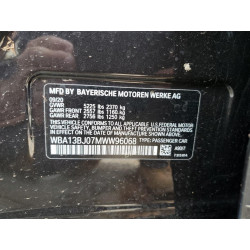 MFD BY: BAYERISCHE MOTOREN WERKE AG
09/20
GVWR 5225 lbs 2370 kg
GAWR FRONT 2557 lbs 1160 kg
GAWR REAR 2756 lbs 1250 kg
THIS VEHICLE CONFORMS TO ALL APPLICABLE
FEDERAL MOTOR VEHICLE SAFETY, BUMPER
AND THEFT PREVENTION STANDARDS IN EFFECT
ON THE DATE OF MANUFACTURE SHOWN ABOVE.
WBA13BJ07MWW96068 TYPE: PASSENGER CAR